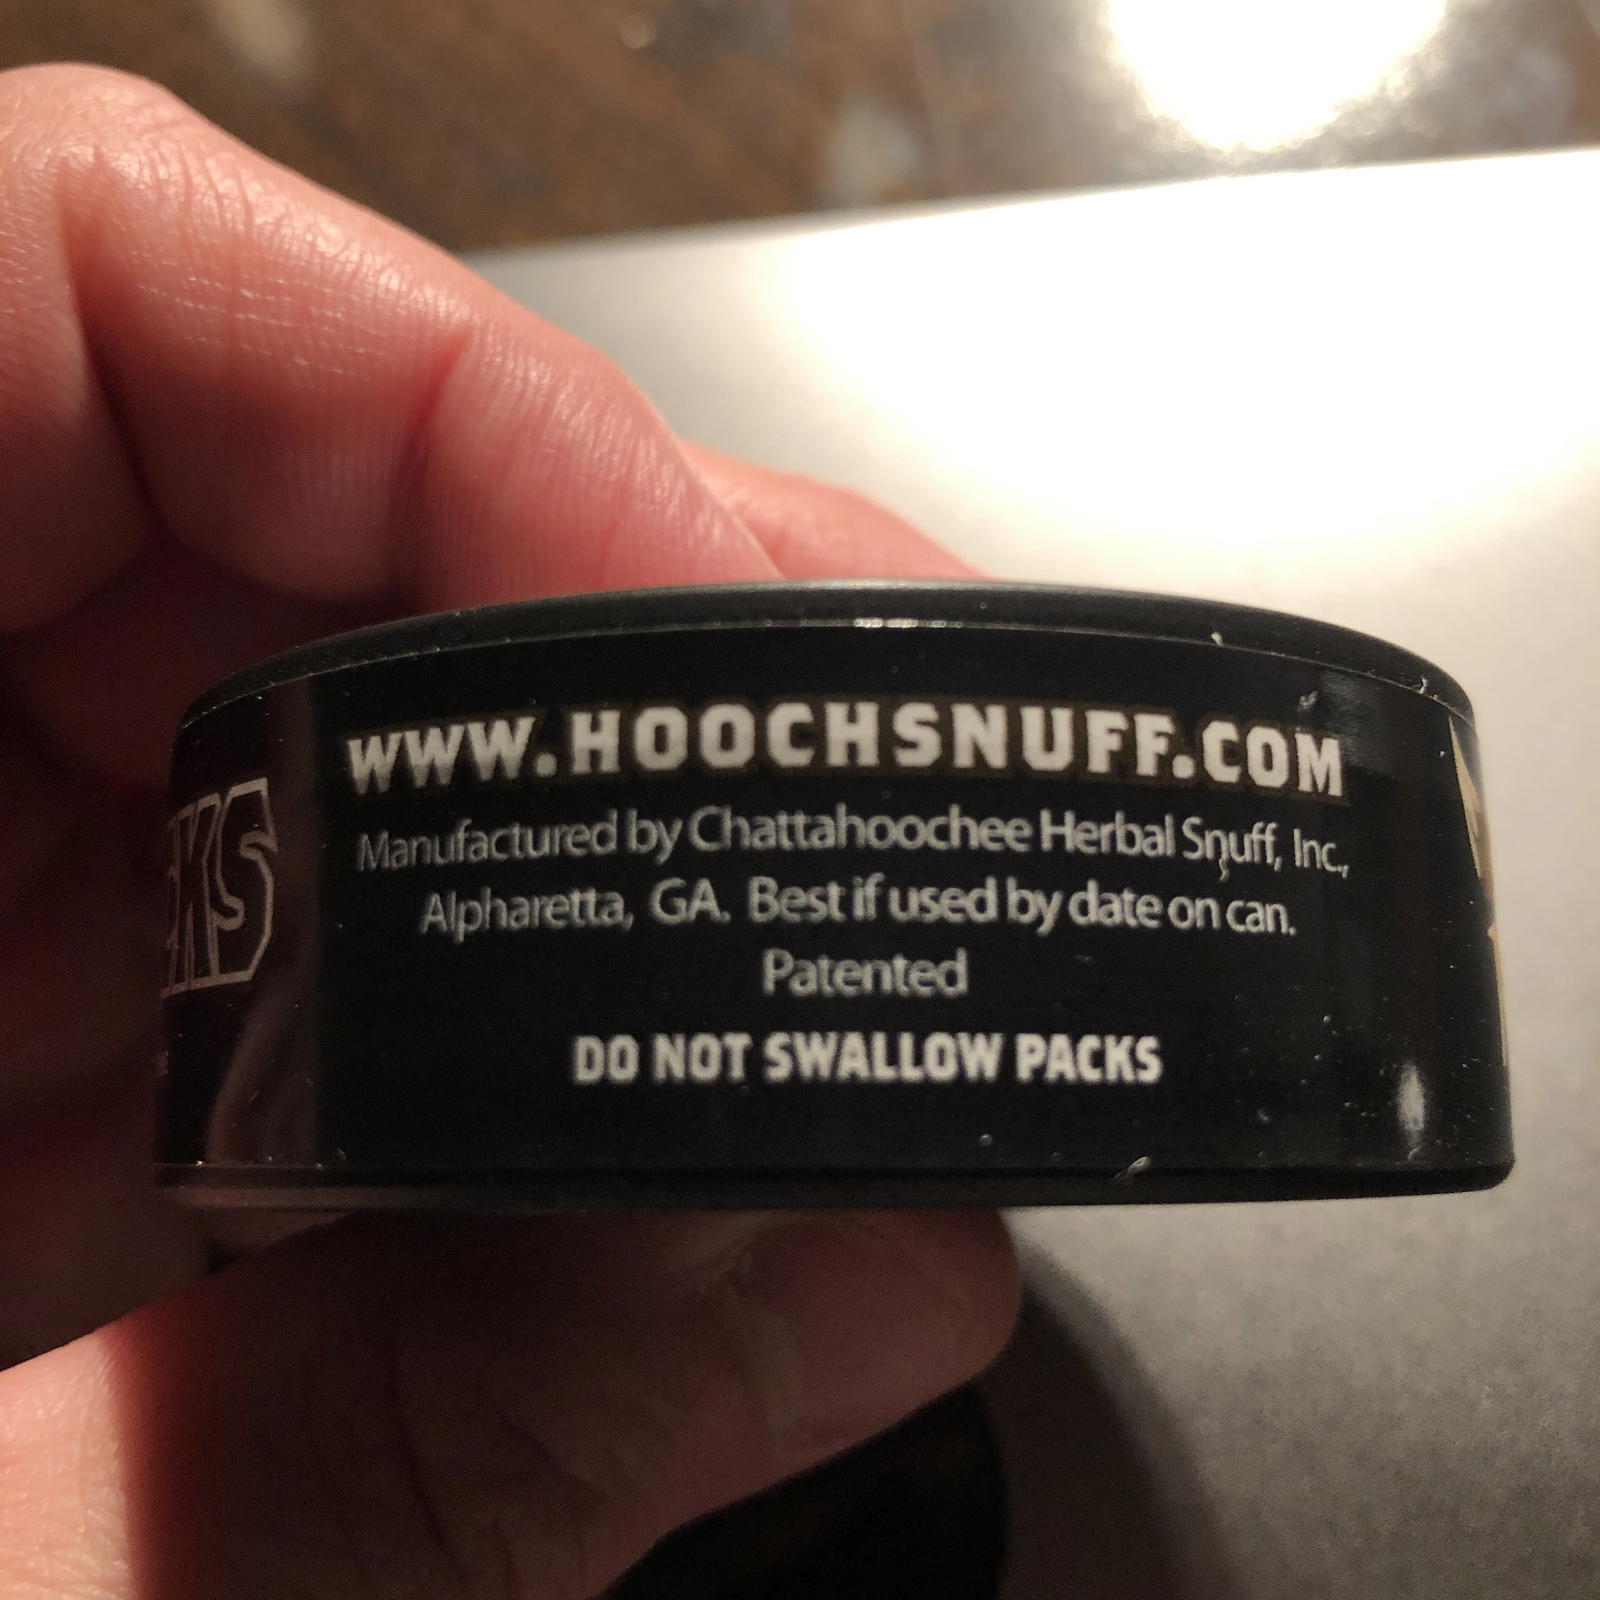 WWW.HOOCHSNUFF.COM
Manufactured by Chattahoochee Herbal Snuff, Inc.,
Alpharetta, GA. Best if used by date on can.
Patented
DO NOT SWALLOW PACKS